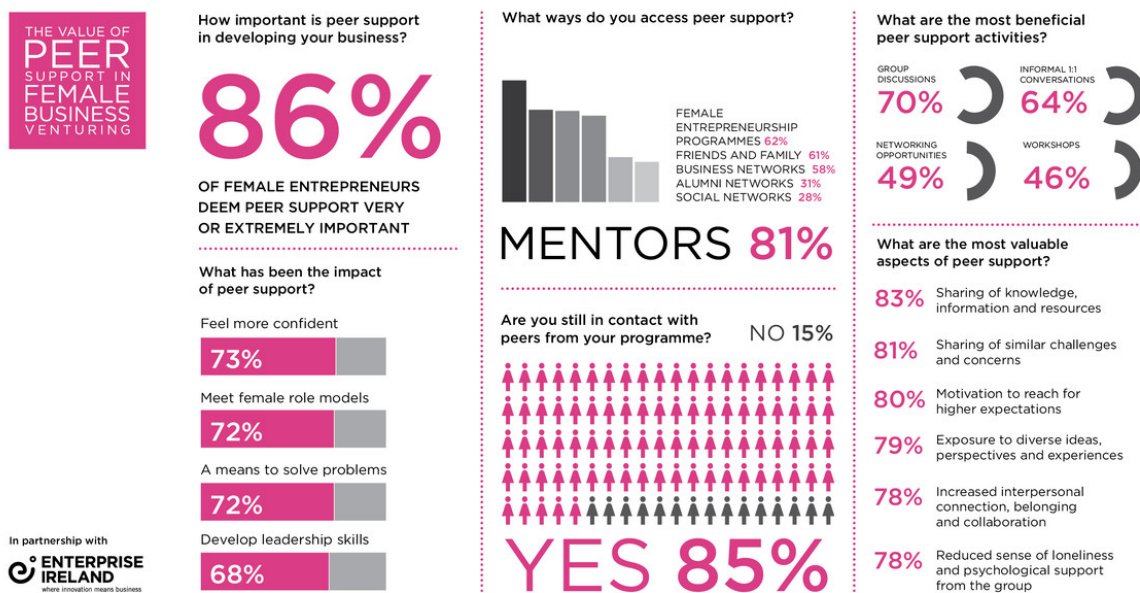 THE VALUE OF
PEER
SUPPORT IN
FEMALE
BUSINESS
VENTURING
In partnership with
ENTERPRISE
IRELAND
where innovation means business
How important is peer support
in developing your business?
86%
OF FEMALE ENTREPRENEURS
DEEM PEER SUPPORT VERY
OR EXTREMELY IMPORTANT
What has been the impact
of peer support?
Feel more confident
73%
Meet female role models
72%
A means to solve problems
72%
Develop leadership skills
68%
What ways do you access peer support?
FEMALE
ENTREPRENEURSHIP
PROGRAMMES 62%
FRIENDS AND FAMILY 61%
BUSINESS NETWORKS 58%
ALUMNI NETWORKS 31%
SOCIAL NETWORKS 28%
MENTORS 81%
Are you still in contact with
peers from your programme?
NO 15%
YES 85%
What are the most beneficial
peer support activities?
GROUP
DISCUSSIONS
70%
INFORMAL 1:1
CONVERSATIONS
64%
NETWORKING
OPPORTUNITIES
49%
WORKSHOPS
46%
What are the most valuable
aspects of peer support?
83% Sharing of knowledge,
information and resources
81% Sharing of similar challenges
and concerns
80% Motivation to reach for
higher expectations
79% Exposure to diverse ideas,
perspectives and experiences
78% Increased interpersonal
connection, belonging
and collaboration
78% Reduced sense of loneliness
and psychological support
from the group